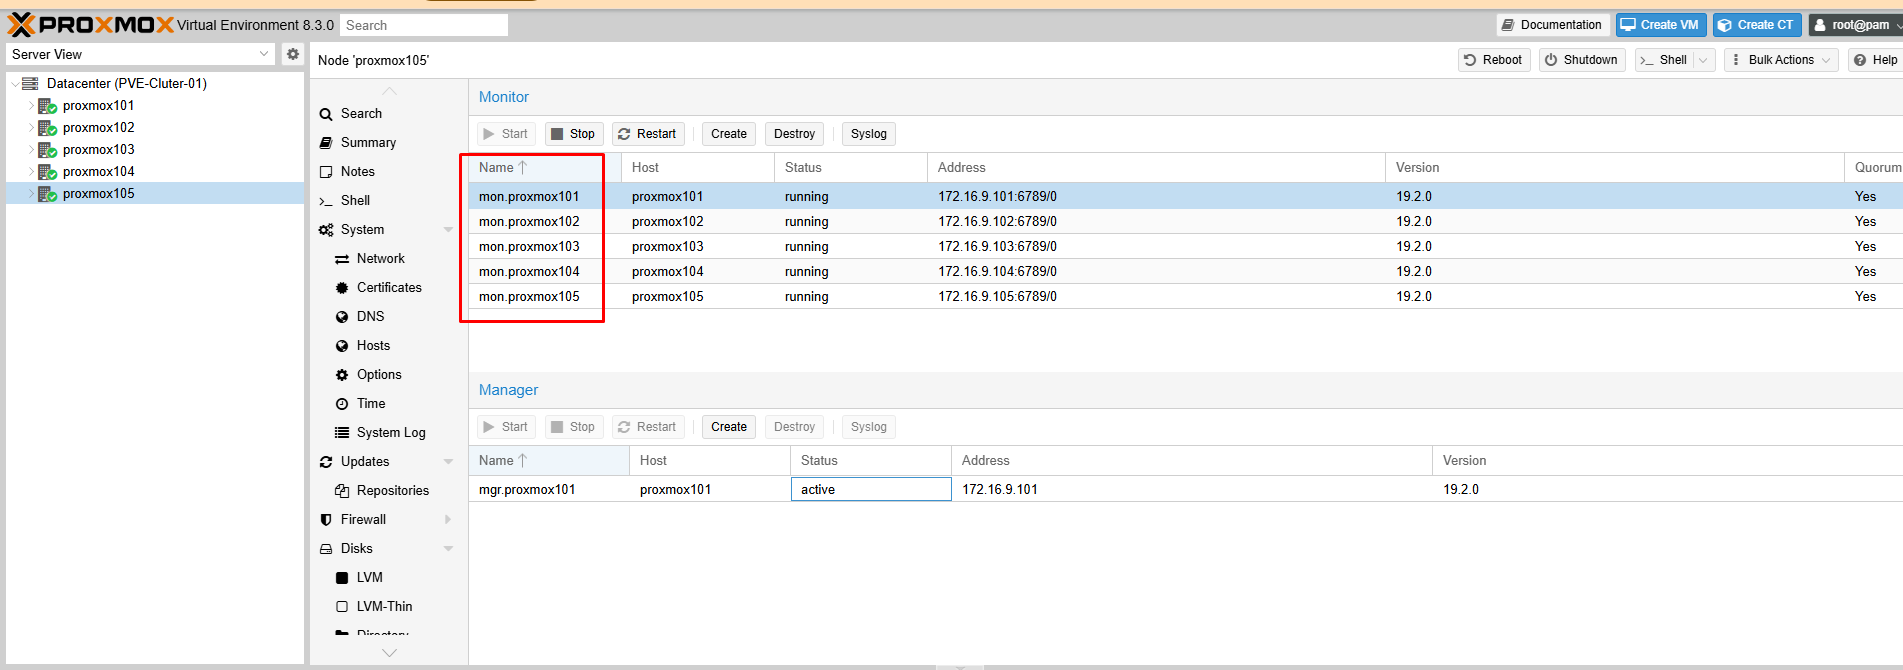 PROXMOX Virtual Environment 8.3.0 Search Documentation Create VM Create CT root@pam
Server View
Node 'proxmox105' Reboot Shutdown Shell Bulk Actions Help
Datacenter (PVE-Cluter-01)
proxmox101
proxmox102
proxmox103
proxmox104
proxmox105
Search
Summary
Notes
Shell
System
Network
Certificates
DNS
Hosts
Options
Time
System Log
Updates
Repositories
Firewall
Disks
LVM
LVM-Thin
Directory
Monitor
Start Stop Restart Create Destroy Syslog
Name Host Status Address Version Quorum
mon.proxmox101 proxmox101 running 172.16.9.101:6789/0 19.2.0 Yes
mon.proxmox102 proxmox102 running 172.16.9.102:6789/0 19.2.0 Yes
mon.proxmox103 proxmox103 running 172.16.9.103:6789/0 19.2.0 Yes
mon.proxmox104 proxmox104 running 172.16.9.104:6789/0 19.2.0 Yes
mon.proxmox105 proxmox105 running 172.16.9.105:6789/0 19.2.0 Yes
Manager
Start Stop Restart Create Destroy Syslog
Name Host Status Address Version
mgr.proxmox101 proxmox101 active 172.16.9.101 19.2.0